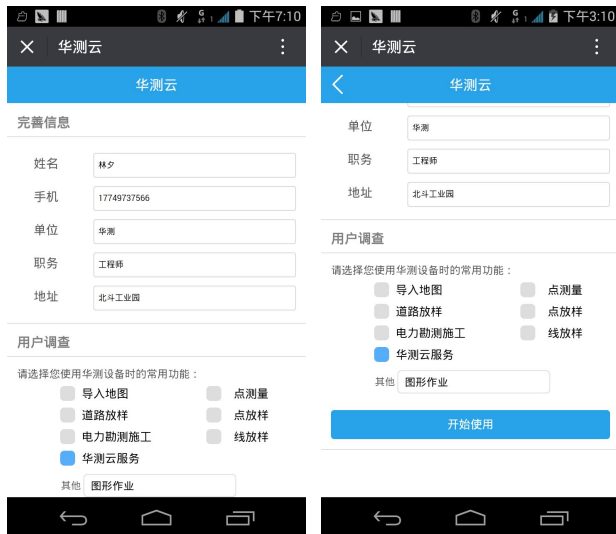 下午7:10
华测云
华测云
完善信息
姓名 林夕
手机 17749737566
单位 华测
职务 工程师
地址 北斗工业园
用户调查
请选择您使用华测设备时的常用功能：
导入地图 点测量
道路放样 点放样
电力勘测施工 线放样
华测云服务
其他 图形作业
下午3:10
华测云
华测云
单位 华测
职务 工程师
地址 北斗工业园
用户调查
请选择您使用华测设备时的常用功能：
导入地图 点测量
道路放样 点放样
电力勘测施工 线放样
华测云服务
其他 图形作业
开始使用